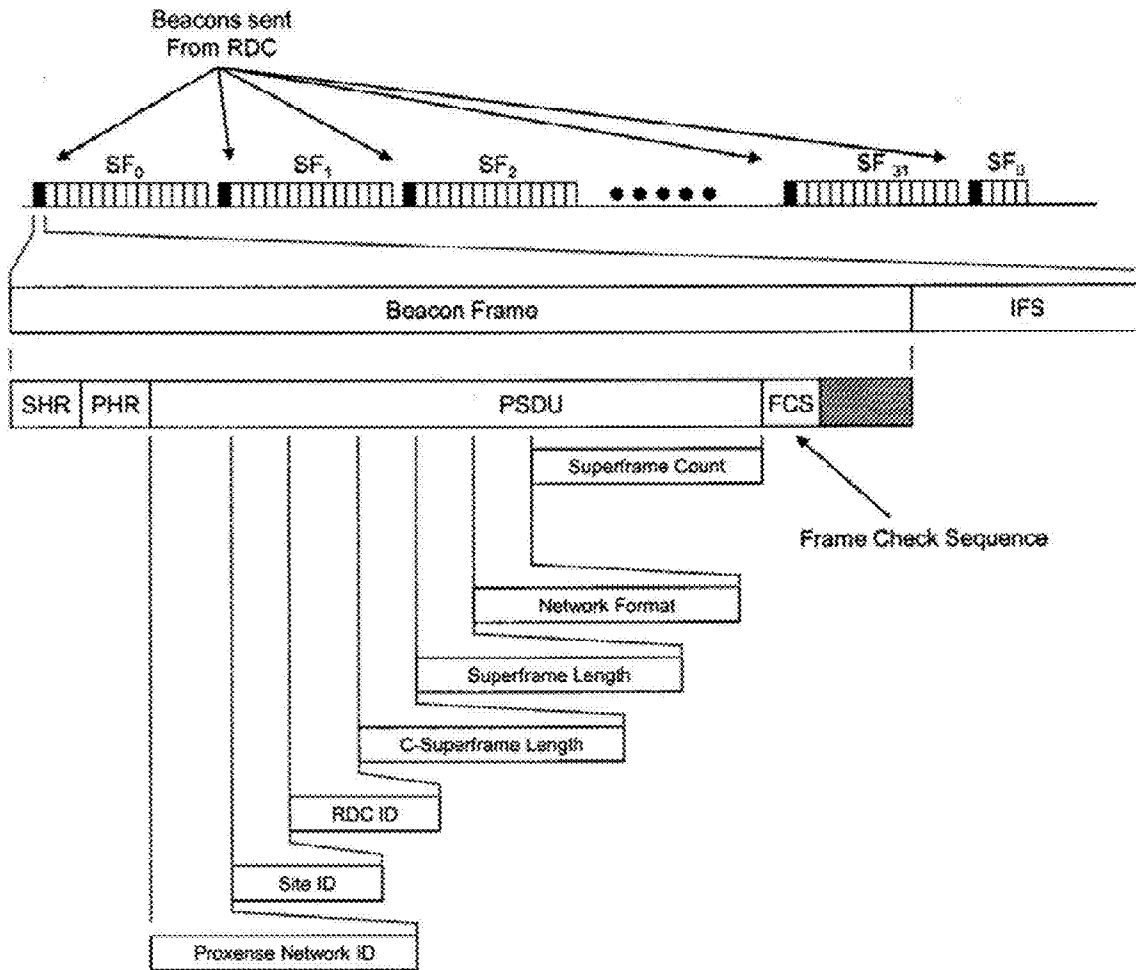 Beacons sent
From RDC
SF0 SF1 SF2 SF31 SF0
Beacon Frame IFS
SHR PHR PSDU FCS
Superframe Count
Frame Check Sequence
Network Format
Superframe Length
C-Superframe Length
RDC ID
Site ID
Proxense Network ID